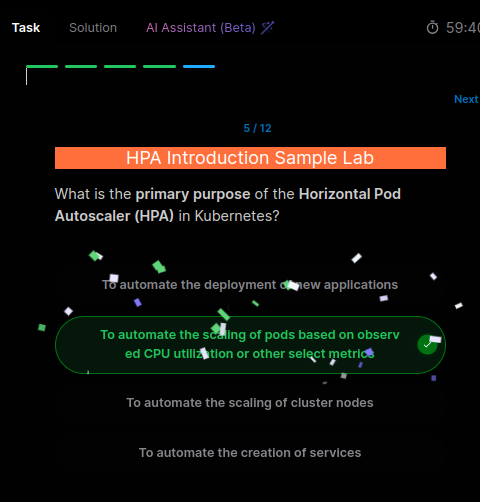 Task Solution AI Assistant (Beta) 59:40
Next
5 / 12
HPA Introduction Sample Lab
What is the primary purpose of the Horizontal Pod
Autoscaler (HPA) in Kubernetes?
To automate the deployment of new applications
To automate the scaling of pods based on observ
ed CPU utilization or other select metrics
To automate the scaling of cluster nodes
To automate the creation of services